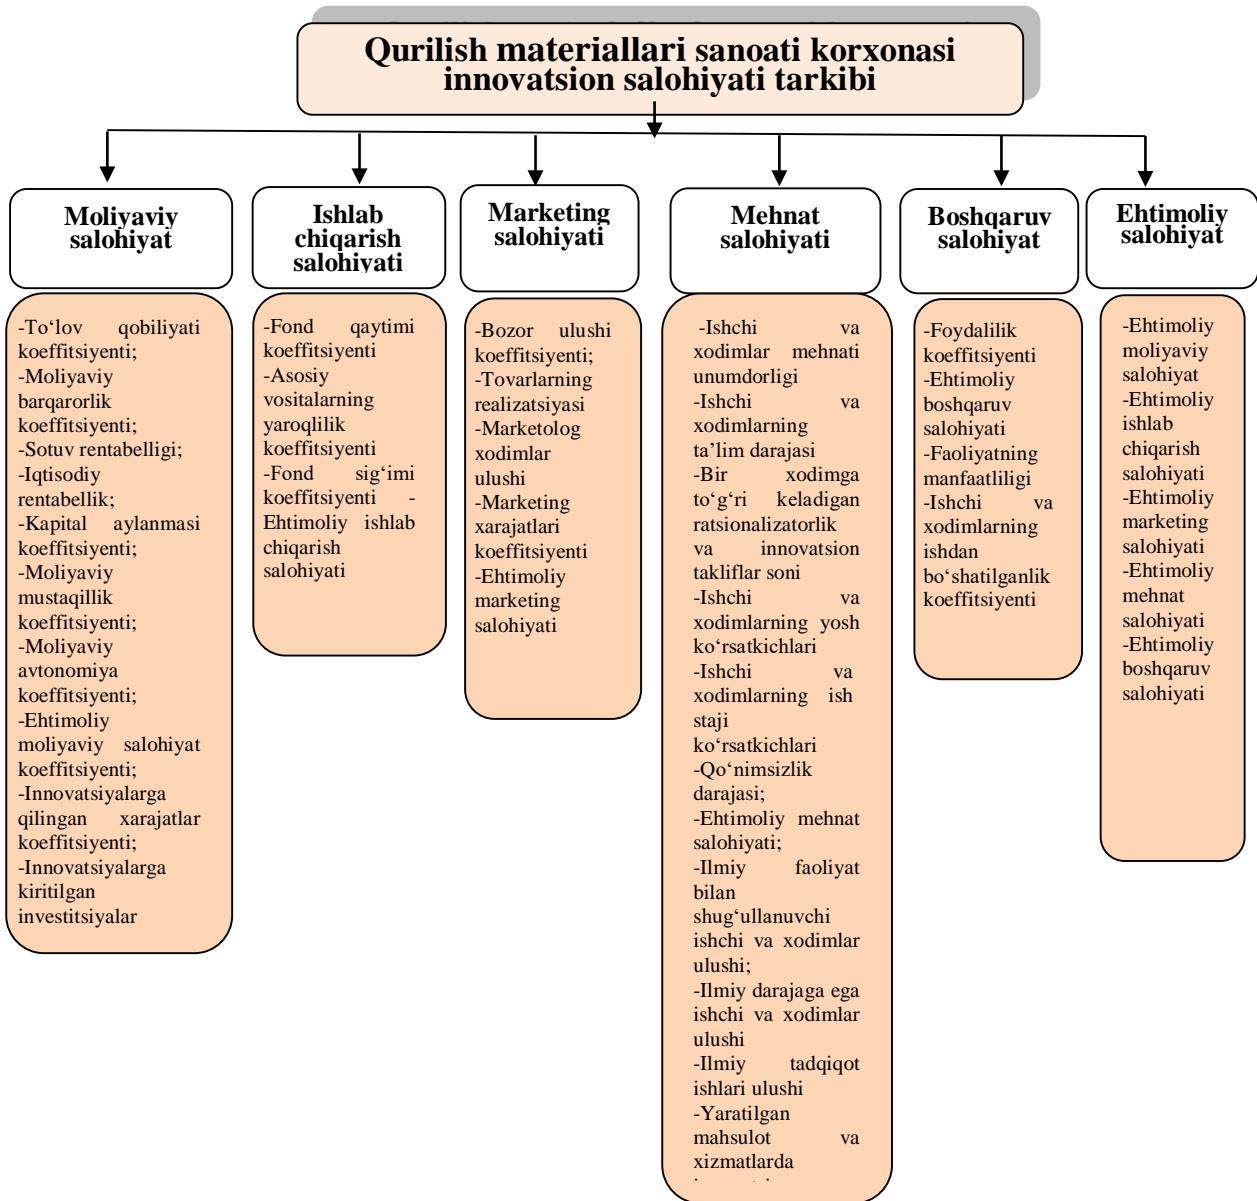 Qurilish materiallari sanoati korxonasi
innovatsion salohiyati tarkibi
Moliyaviy
salohiyat
Ishlab
chiqarish
salohiyati
Marketing
salohiyati
Mehnat
salohiyati
Boshqaruv
salohiyat
Ehtimoliy
salohiyat
-To‘lov qobiliyati
koeffitsiyenti;
-Moliyaviy
barqarorlik
koeffitsiyenti;
-Sotuv rentabelligi;
-Iqtisodiy
rentabellik;
-Kapital aylanmasi
koeffitsiyenti;
-Moliyaviy
mustaqillik
koeffitsiyenti;
-Moliyaviy
avtonomiya
koeffitsiyenti;
-Ehtimoliy
moliyaviy salohiyat
koeffitsiyenti;
-Innovatsiyalarga
qilingan xarajatlar
koeffitsiyenti;
-Innovatsiyalarga
kiritilgan
investitsiyalar
-Fond qaytimi
koeffitsiyenti
-Asosiy
vositalarning
yaroqlilik
koeffitsiyenti
-Fond sig‘imi
koeffitsiyenti -
Ehtimoliy ishlab
chiqarish
salohiyati
-Bozor ulushi
koeffitsiyenti;
-Tovarlarning
realizatsiyasi
-Marketolog
xodimlar
ulushi
-Marketing
xarajatlari
koeffitsiyenti
-Ehtimoliy
marketing
salohiyati
-Ishchi va
xodimlar mehnati
unumdorligi
-Ishchi va
xodimlarning
ta’lim darajasi
-Bir xodimga
to‘g‘ri keladigan
ratsionalizatorlik
va innovatsion
takliflar soni
-Ishchi va
xodimlarning yosh
ko‘rsatkichlari
-Ishchi va
xodimlarning ish
staji
ko‘rsatkichlari
-Qo‘nimsizlik
darajasi;
-Ehtimoliy mehnat
salohiyati;
-Ilmiy faoliyat
bilan
shug‘ullanuvchi
ishchi va xodimlar
ulushi;
-Ilmiy darajaga ega
ishchi va xodimlar
ulushi
-Ilmiy tadqiqot
ishlari ulushi
-Yaratilgan
mahsulot va
xizmatlarda
-Foydalilik
koeffitsiyenti
-Ehtimoliy
boshqaruv
salohiyati
-Faoliyatning
manfaatliligi
-Ishchi va
xodimlarning
ishdan
bo‘shatilganlik
koeffitsiyenti
-Ehtimoliy
moliyaviy
salohiyat
-Ehtimoliy
ishlab
chiqarish
salohiyati
-Ehtimoliy
marketing
salohiyati
-Ehtimoliy
mehnat
salohiyati
-Ehtimoliy
boshqaruv
salohiyati